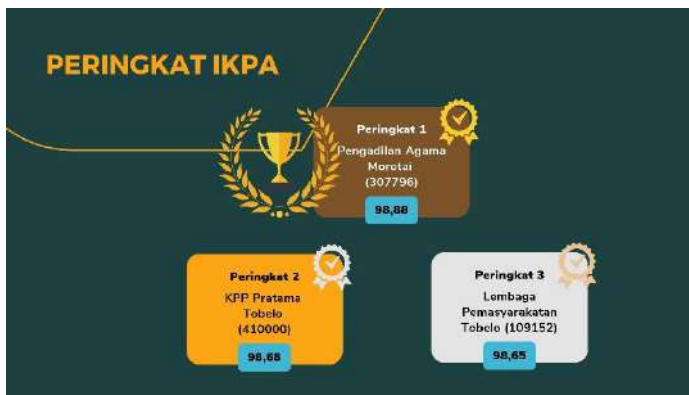 PERINGKAT IKPA
Peringkat 1
Pengadilan Agama
Morotai
(307796)
98,88
Peringkat 2
KPP Pratama
Tobelo
(410000)
98,68
Peringkat 3
Lembaga
Pemasyarakatan
Tobelo (109152)
98,65